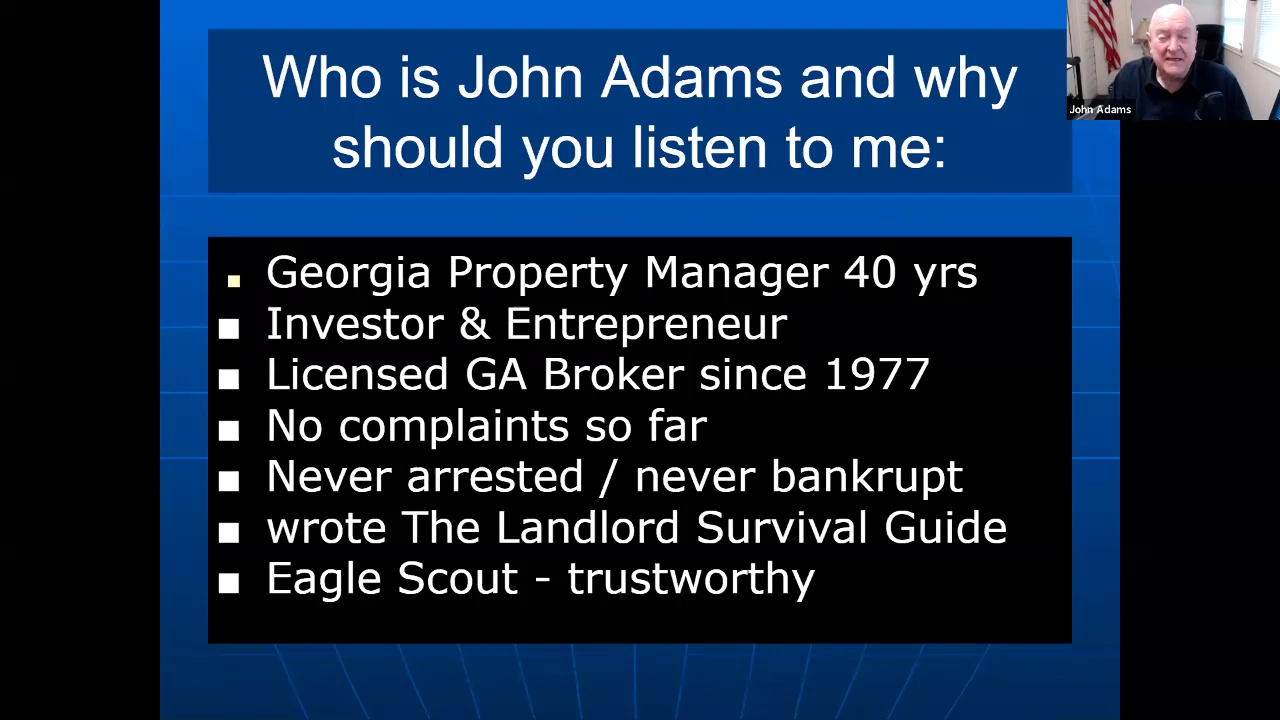 Who is John Adams and why
should you listen to me:
John Adams
Georgia Property Manager 40 yrs
Investor & Entrepreneur
Licensed GA Broker since 1977
No complaints so far
Never arrested / never bankrupt
wrote The Landlord Survival Guide
Eagle Scout - trustworthy